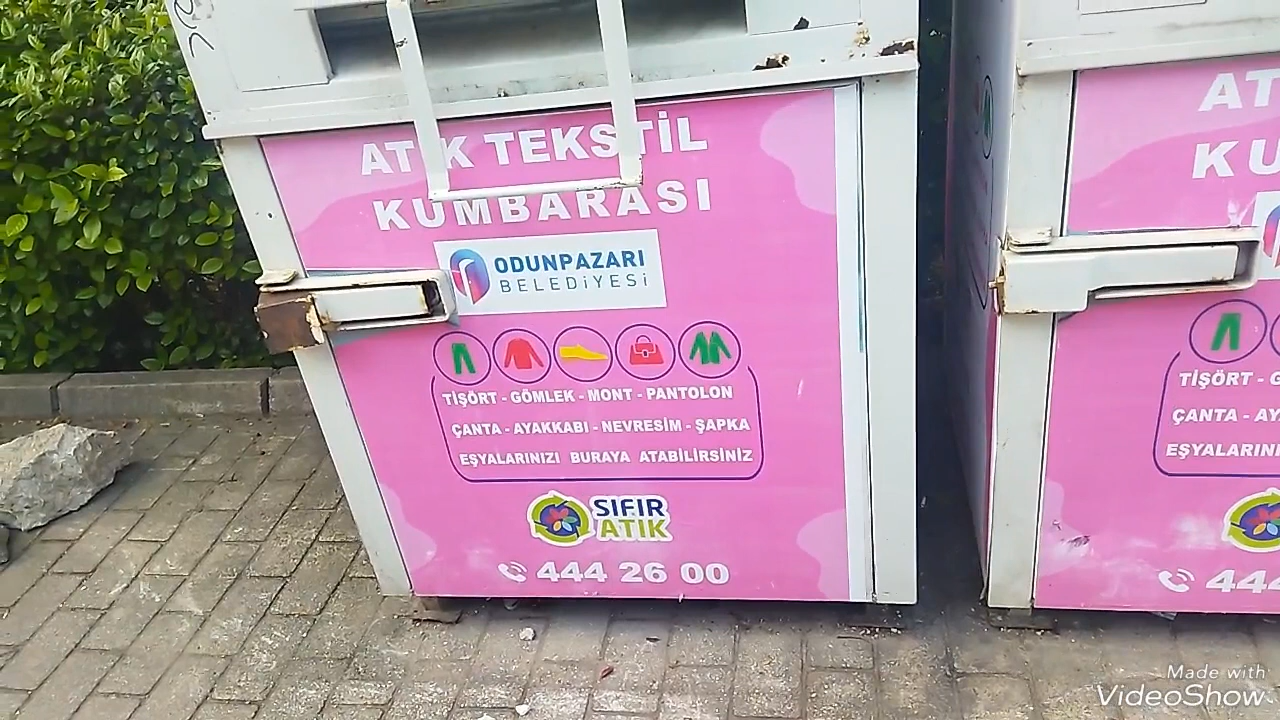 ATIK TEKSTİL
KUMBARASI
ODUNPAZARI
BELEDİYESİ
TİŞÖRT - GÖMLEK - MONT - PANTOLON
ÇANTA - AYAKKABI - NEVRESİM - ŞAPKA
EŞYALARINIZI BURAYA ATABİLİRSİNİZ
SIFIR
ATIK
444 26 00
AT
KU
TİŞÖRT - G
ÇANTA - AY
EŞYALARIN
444
Made with
VideoShow